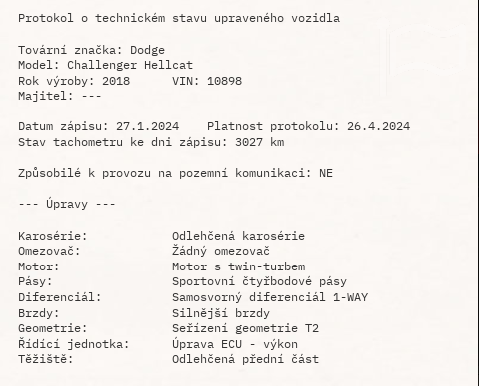 Protokol o technickém stavu upraveného vozidla
Tovární značka: Dodge
Model: Challenger Hellcat
Rok výroby: 2018 VIN: 10898
Majitel: ---
Datum zápisu: 27.1.2024 Platnost protokolu: 26.4.2024
Stav tachometru ke dni zápisu: 3027 km
Způsobilé k provozu na pozemní komunikaci: NE
--- Úpravy ---
Karosérie: Odlehčená karosérie
Omezovač: Žádný omezovač
Motor: Motor s twin-turbem
Pásy: Sportovní čtyřbodové pásy
Diferenciál: Samosvorný diferenciál 1-WAY
Brzdy: Silnější brzdy
Geometrie: Seřízení geometrie T2
Řídící jednotka: Úprava ECU - výkon
Těžiště: Odlehčená přední část